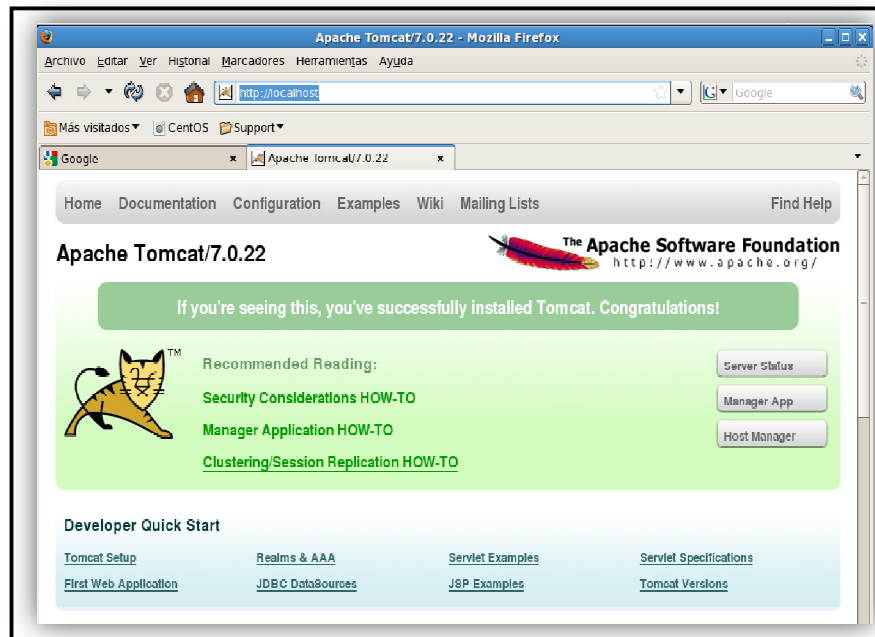 Apache Tomcat/7.0.22 - Mozilla Firefox
Archivo Editar Ver Historial Marcadores Herramientas Ayuda
http://localhost
Google
Más visitados CentOS Support
Google Apache Tomcat/7.0.22
Home Documentation Configuration Examples Wiki Mailing Lists Find Help
Apache Tomcat/7.0.22
The Apache Software Foundation
http://www.apache.org/
If you're seeing this, you've successfully installed Tomcat. Congratulations!
TM
Recommended Reading:
Security Considerations HOW-TO
Manager Application HOW-TO
Clustering/Session Replication HOW-TO
Server Status
Manager App
Host Manager
Developer Quick Start
Tomcat Setup Realms & AAA Servlet Examples Servlet Specifications
First Web Application JDBC DataSources JSP Examples Tomcat Versions